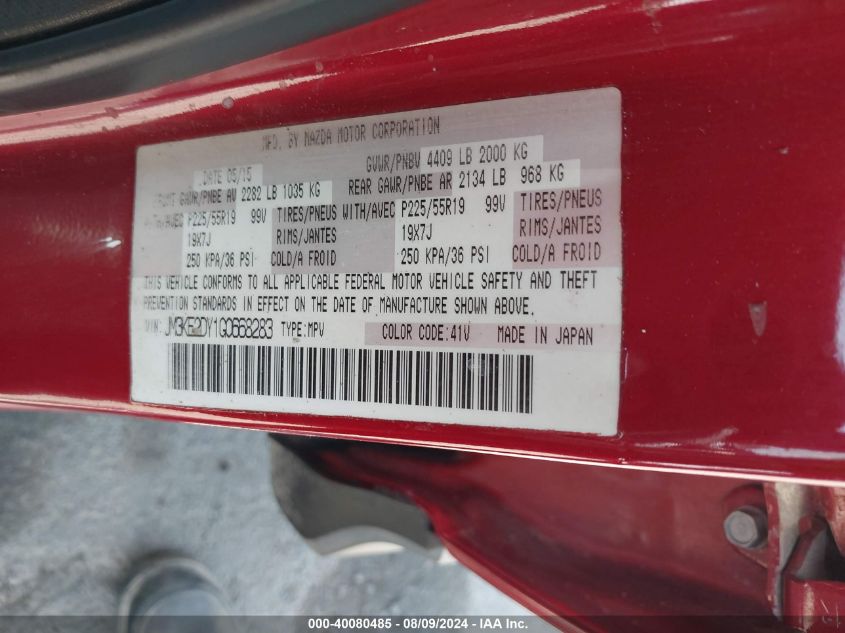 MFD. BY MAZDA MOTOR CORPORATION
DATE 05/15 GVWR/PNBV 4409 LB 2000 KG
FRONT GAWR/PNBE AV 2282 LB 1035 KG REAR GAWR/PNBE AR 2134 LB 968 KG
WITH/AVEC P225/55R19 99V TIRES/PNEUS WITH/AVEC P225/55R19 99V TIRES/PNEUS
19X7J RIMS/JANTES 19X7J RIMS/JANTES
250 KPA/36 PSI COLD/A FROID 250 KPA/36 PSI COLD/A FROID
THIS VEHICLE CONFORMS TO ALL APPLICABLE FEDERAL MOTOR VEHICLE SAFETY AND THEFT
PREVENTION STANDARDS IN EFFECT ON THE DATE OF MANUFACTURE SHOWN ABOVE.
VIN: JM3KE2DY1G0668283 TYPE:MPV COLOR CODE:41V MADE IN JAPAN
000-40080485 - 08/09/2024 - IAA Inc.